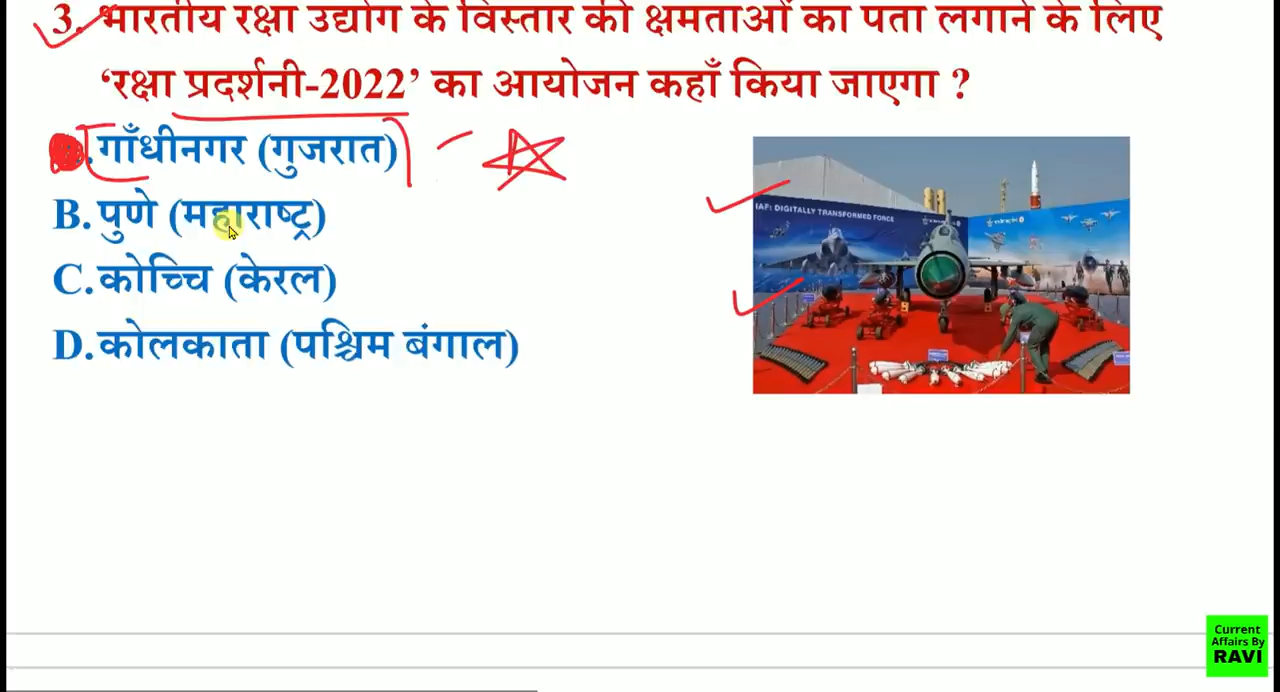 3. भारतीय रक्षा उद्योग के विस्तार की क्षमताओं का पता लगाने के लिए
‘रक्षा प्रदर्शनी-2022’ का आयोजन कहाँ किया जाएगा ?
.गाँधीनगर (गुजरात)
B. पुणे (महाराष्ट्र)
C. कोच्चि (केरल)
D. कोलकाता (पश्चिम बंगाल)
IAF: DIGITALLY TRANSFORMED FORCE
Current
Affairs By
RAVI